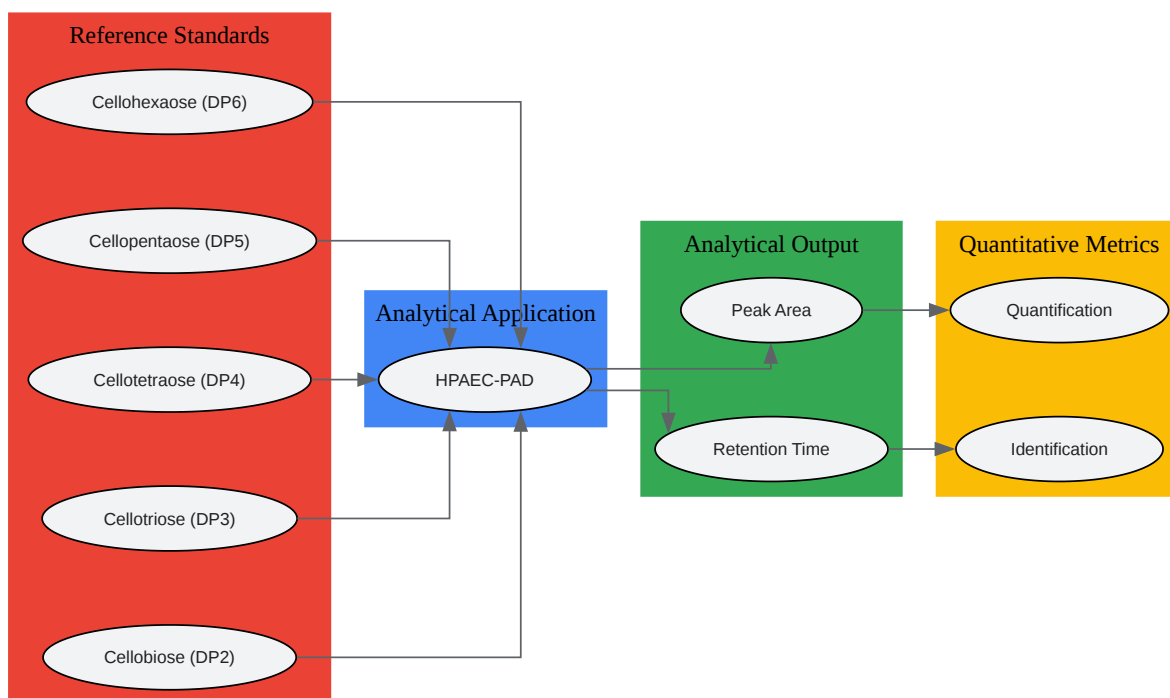 Reference Standards
Cellohexaose (DP6)
Cellopentaose (DP5)
Cellotetraose (DP4)
Cellotriose (DP3)
Cellobiose (DP2)
Analytical Application
HPAEC-PAD
Analytical Output
Peak Area
Retention Time
Quantitative Metrics
Quantification
Identification